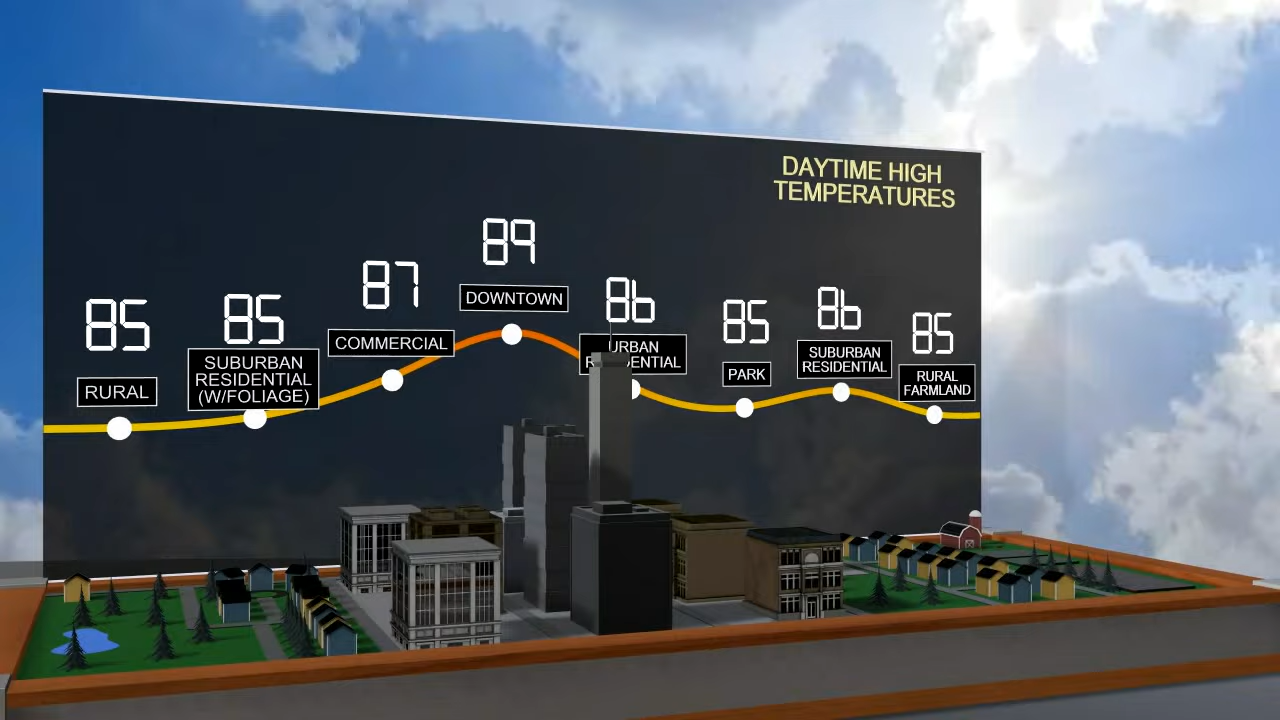 DAYTIME HIGH
TEMPERATURES
85
RURAL
85
SUBURBAN
RESIDENTIAL
(W/FOLIAGE)
87
COMMERCIAL
89
DOWNTOWN
86
URBAN
85
PARK
86
SUBURBAN
RESIDENTIAL
85
RURAL
FARMLAND